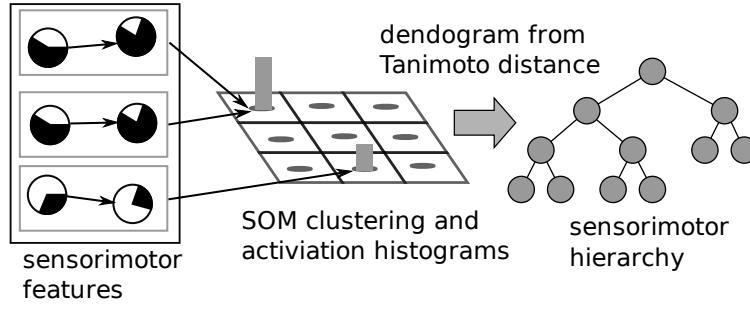 dendogram from
Tanimoto distance
SOM clustering and
activiation histograms
sensorimotor
features
sensorimotor
hierarchy